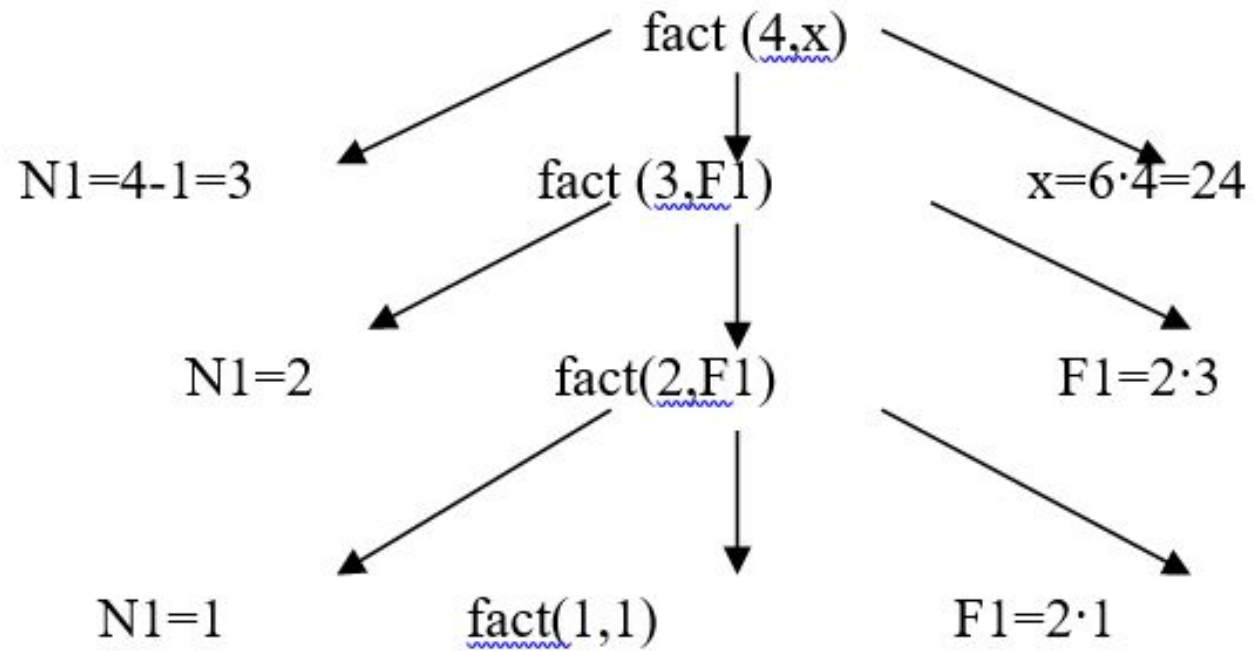 fact (4,x)
N1=4-1=3 fact (3,F1) x=6·4=24
N1=2 fact(2,F1) F1=2·3
N1=1 fact(1,1) F1=2·1